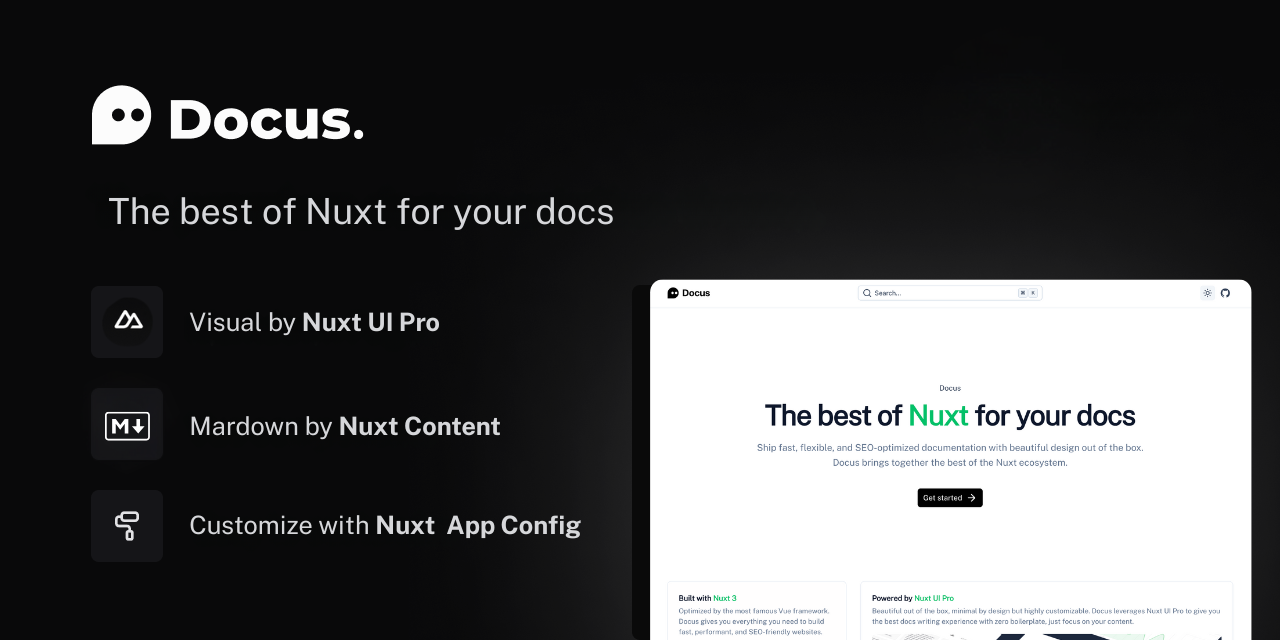 Docus.
The best of Nuxt for your docs
Visual by Nuxt UI Pro
M
Mardown by Nuxt Content
Customize with Nuxt App Config
Docus
Search...
⌘ K
Docus
The best of Nuxt for your docs
Ship fast, flexible, and SEO-optimized documentation with beautiful design out of the box.
Docus brings together the best of the Nuxt ecosystem.
Get started
Built with Nuxt 3
Optimized by the most famous Vue framework.
Docus gives you everything you need to build
fast, performant, and SEO-friendly websites.
Powered by Nuxt UI Pro
Beautiful out of the box, minimal by design but highly customizable. Docus leverages Nuxt UI Pro to give you
the best docs writing experience with zero boilerplate, just focus on your content.